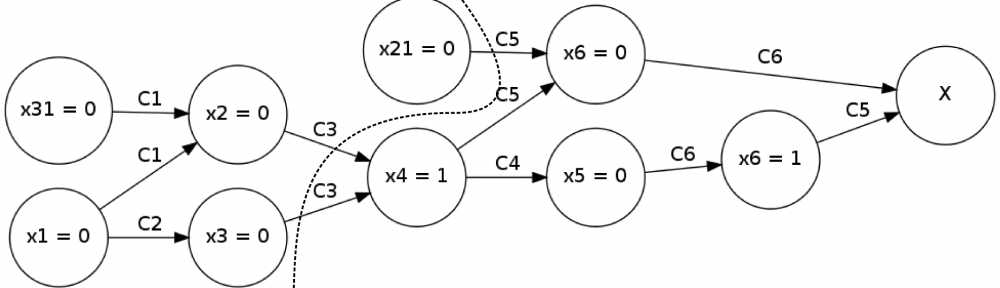 x21 = 0
C5
x6 = 0
C6
x31 = 0
C1
x2 = 0
C5
X
C3
C5
C1
x4 = 1
C4
x5 = 0
C6
x6 = 1
C3
x1 = 0
C2
x3 = 0